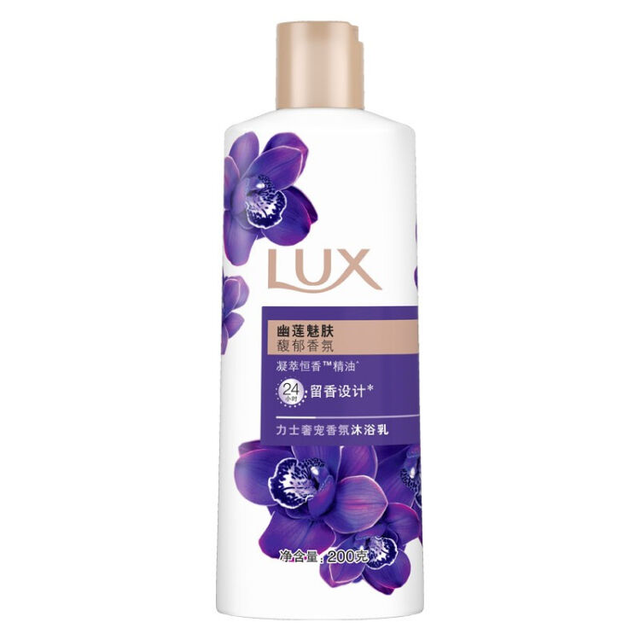 LUX
幽莲魅肤
馥郁香氛
凝萃恒香™精油*
24小时 留香设计*
力士奢宠香氛沐浴乳
净含量:200克